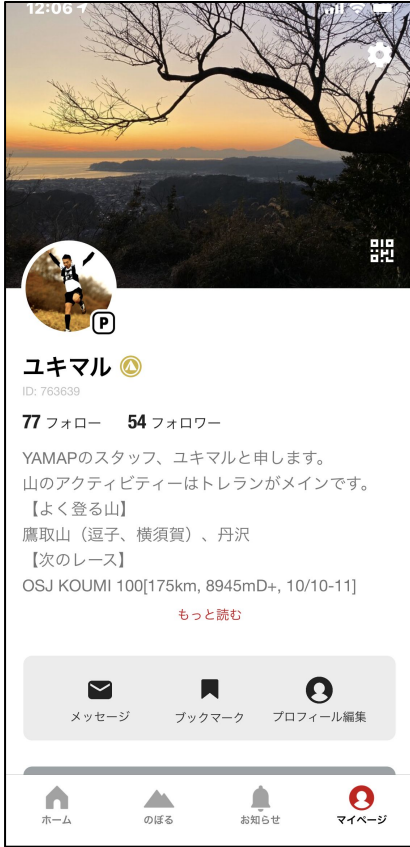 12:06
P
ユキマル
ID: 763639
77 フォロー 54 フォロワー
YAMAPのスタッフ、ユキマルと申します。
山のアクティビティーはトレランがメインです。
【よく登る山】
鷹取山（逗子、横須賀）、丹沢
【次のレース】
OSJ KOUMI 100[175km, 8945mD+, 10/10-11]
もっと読む
メッセージ ブックマーク プロフィール編集
ホーム のぼる お知らせ マイページ